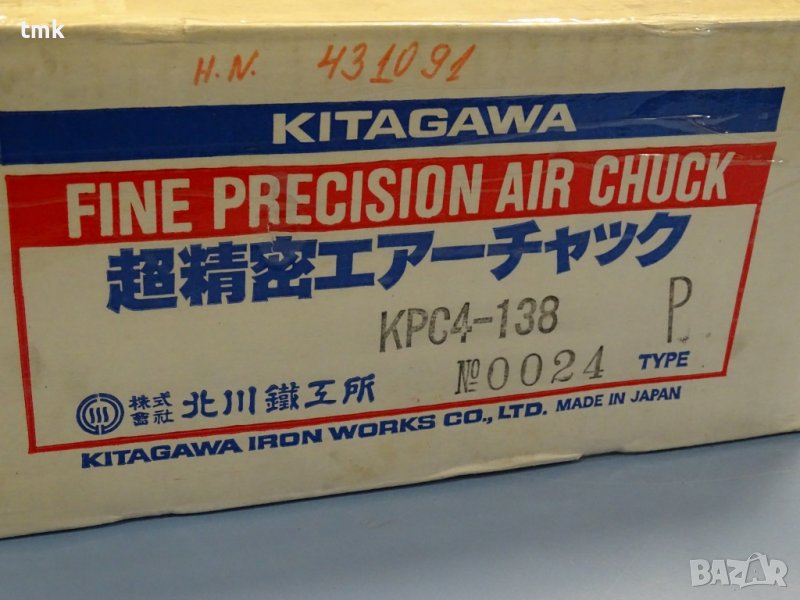 tmk
H.N. 431091
KITAGAWA
FINE PRECISION AIR CHUCK
超精密エアーチャック
KPC4-138 P
№0024 TYPE
株式会社 北川鐵工所
KITAGAWA IRON WORKS CO., LTD. MADE IN JAPAN
BAZAR